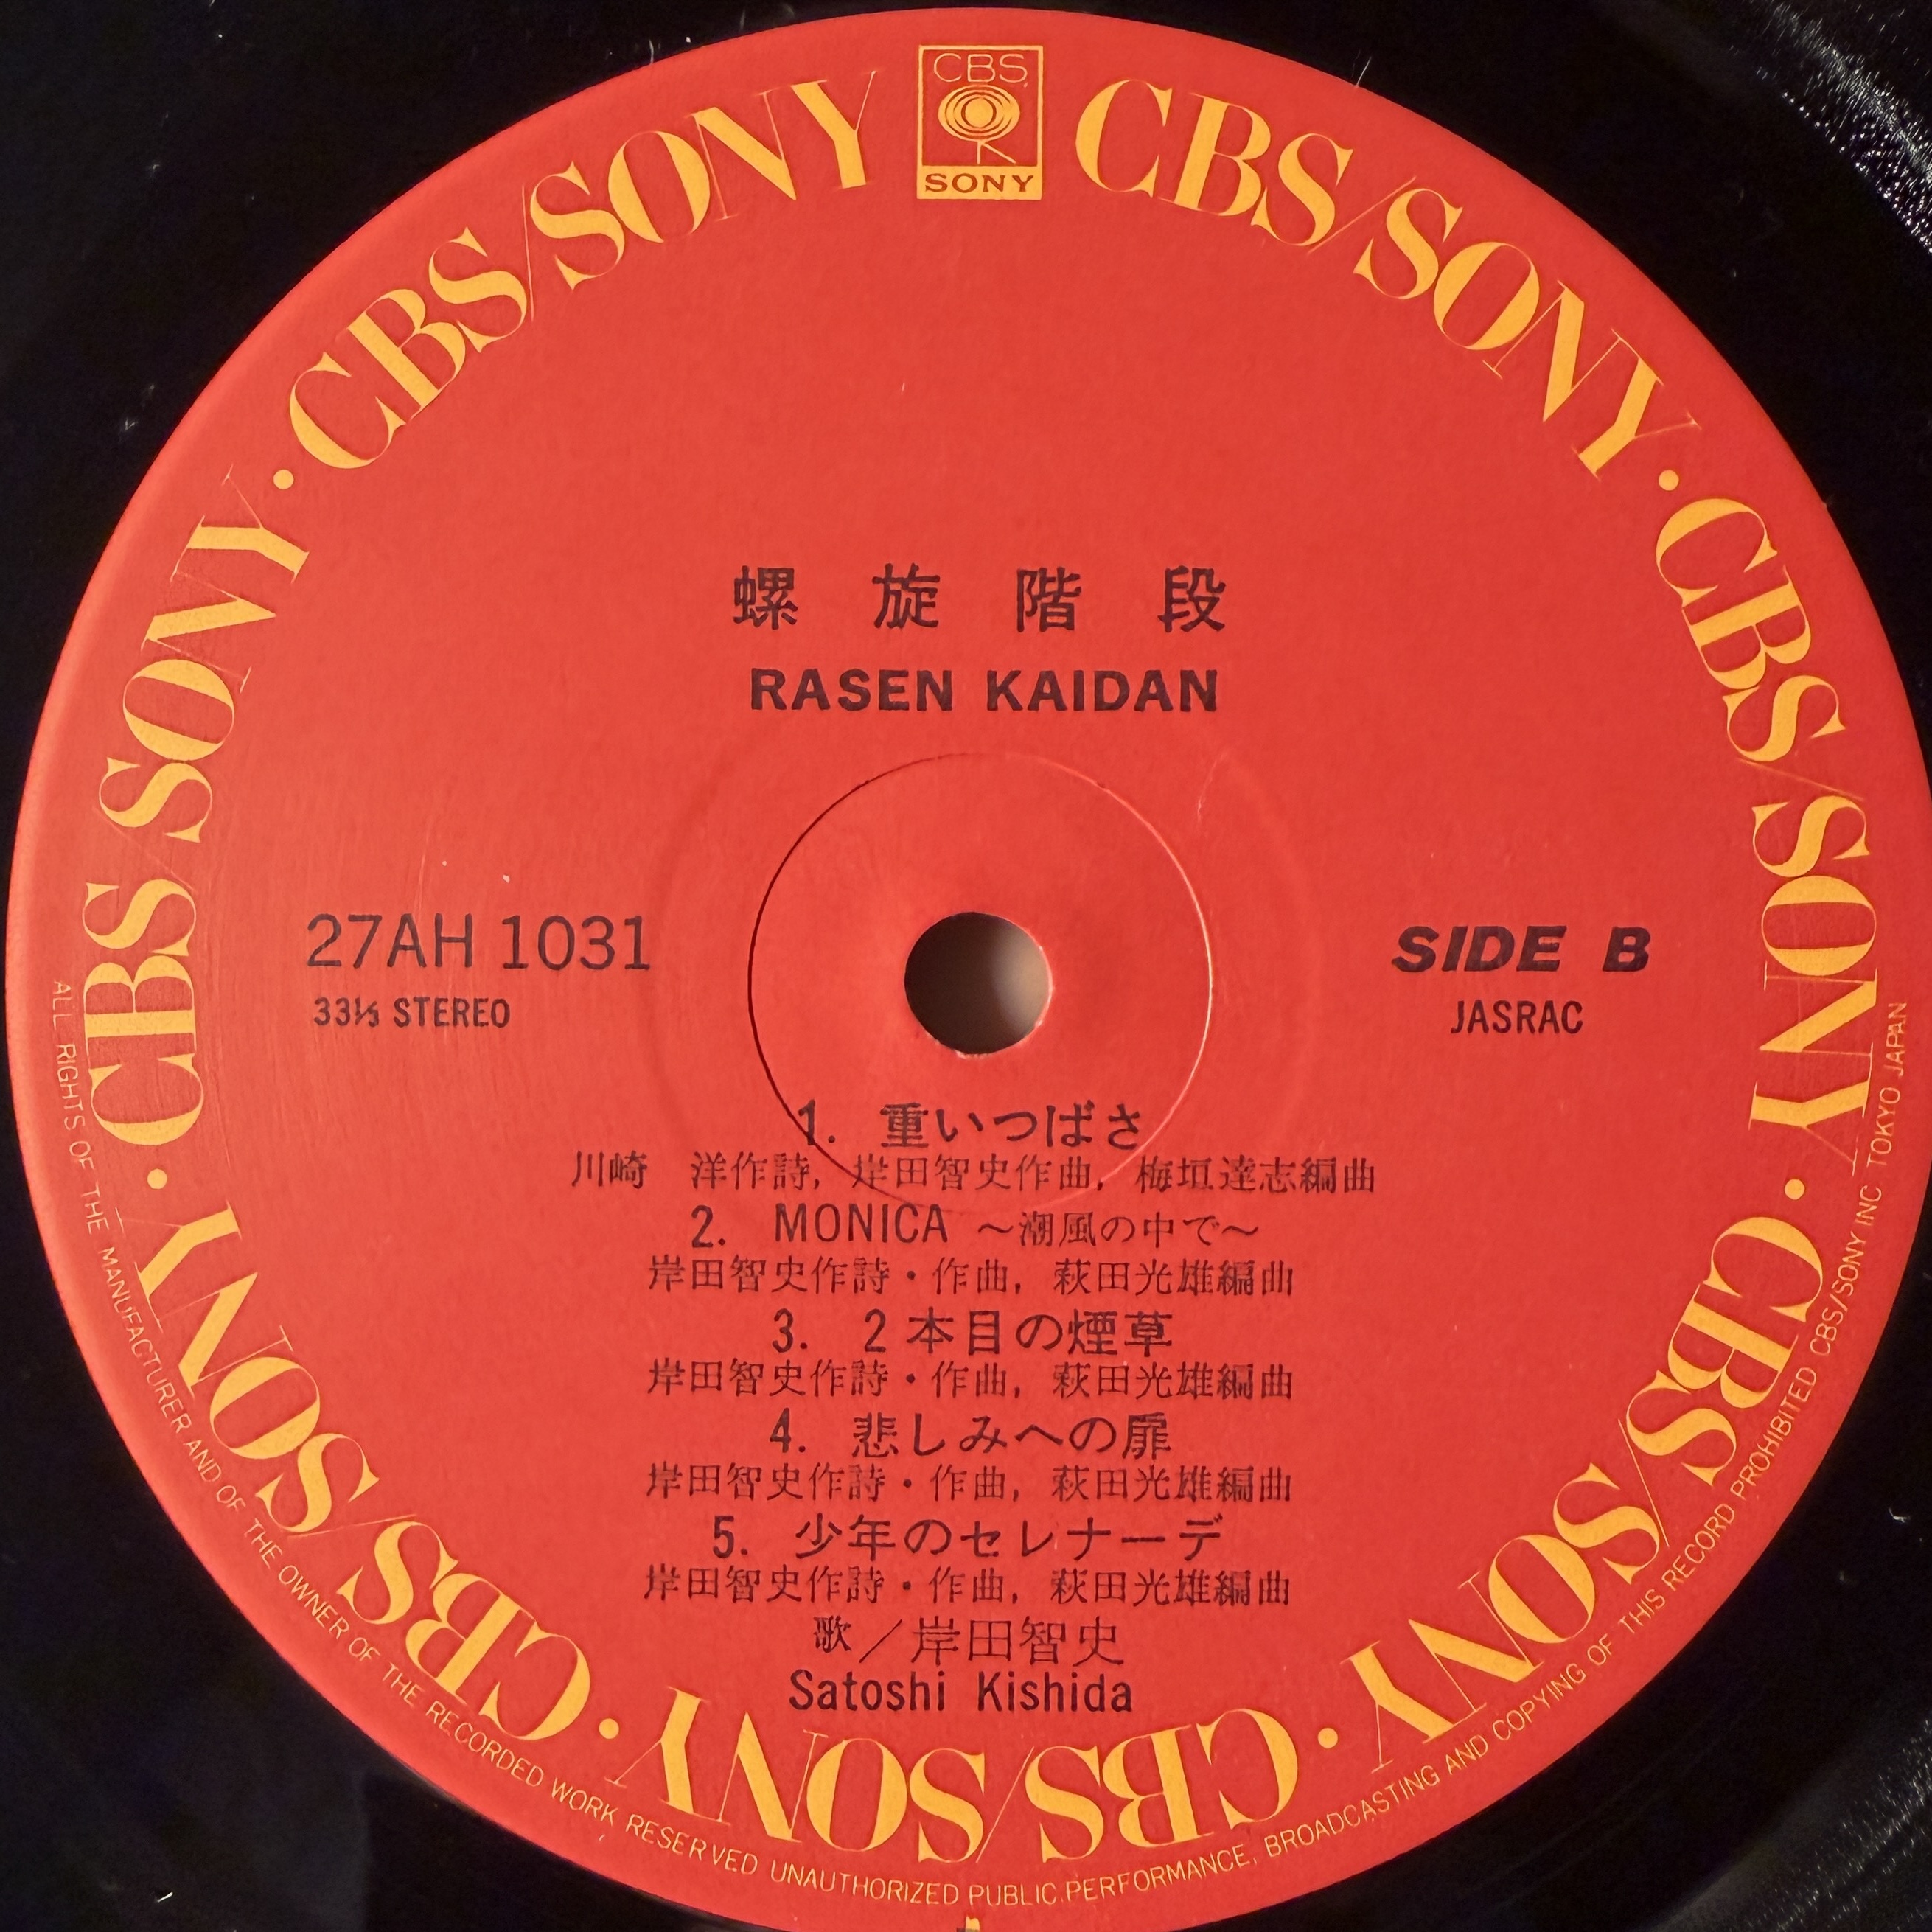 CBS
SONY
CBS/SONY · CBS/SONY · CBS/SONY · CBS/SONY · CBS/SONY · CBS/SONY · CBS/SONY
螺旋階段
RASEN KAIDAN
27AH 1031
33⅓ STEREO
SIDE B
JASRAC
1. 重いつばさ
川崎 洋作詩, 岸田智史作曲, 梅垣達志編曲
2. MONICA ～潮風の中で～
岸田智史作詩・作曲, 萩田光雄編曲
3. 2本目の煙草
岸田智史作詩・作曲, 萩田光雄編曲
4. 悲しみへの扉
岸田智史作詩・作曲, 萩田光雄編曲
5. 少年のセレナーデ
岸田智史作詩・作曲, 萩田光雄編曲
歌／岸田智史
Satoshi Kishida
ALL RIGHTS OF THE MANUFACTURER AND OF THE OWNER OF THE RECORDED WORK RESERVED UNAUTHORIZED PUBLIC PERFORMANCE, BROADCASTING AND COPYING OF THIS RECORD PROHIBITED CBS/SONY INC TOKYO JAPAN